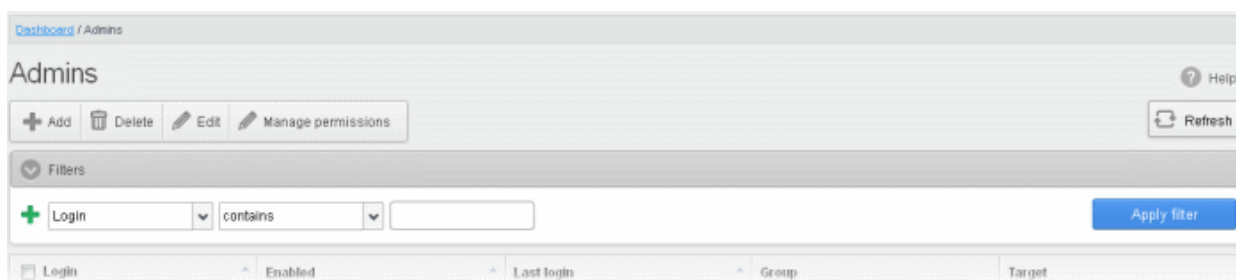 Dashboard / Admins
Admins
Help
Add Delete Edit Manage permissions
Refresh
Filters
Login contains Apply filter
Login Enabled Last login Group Target